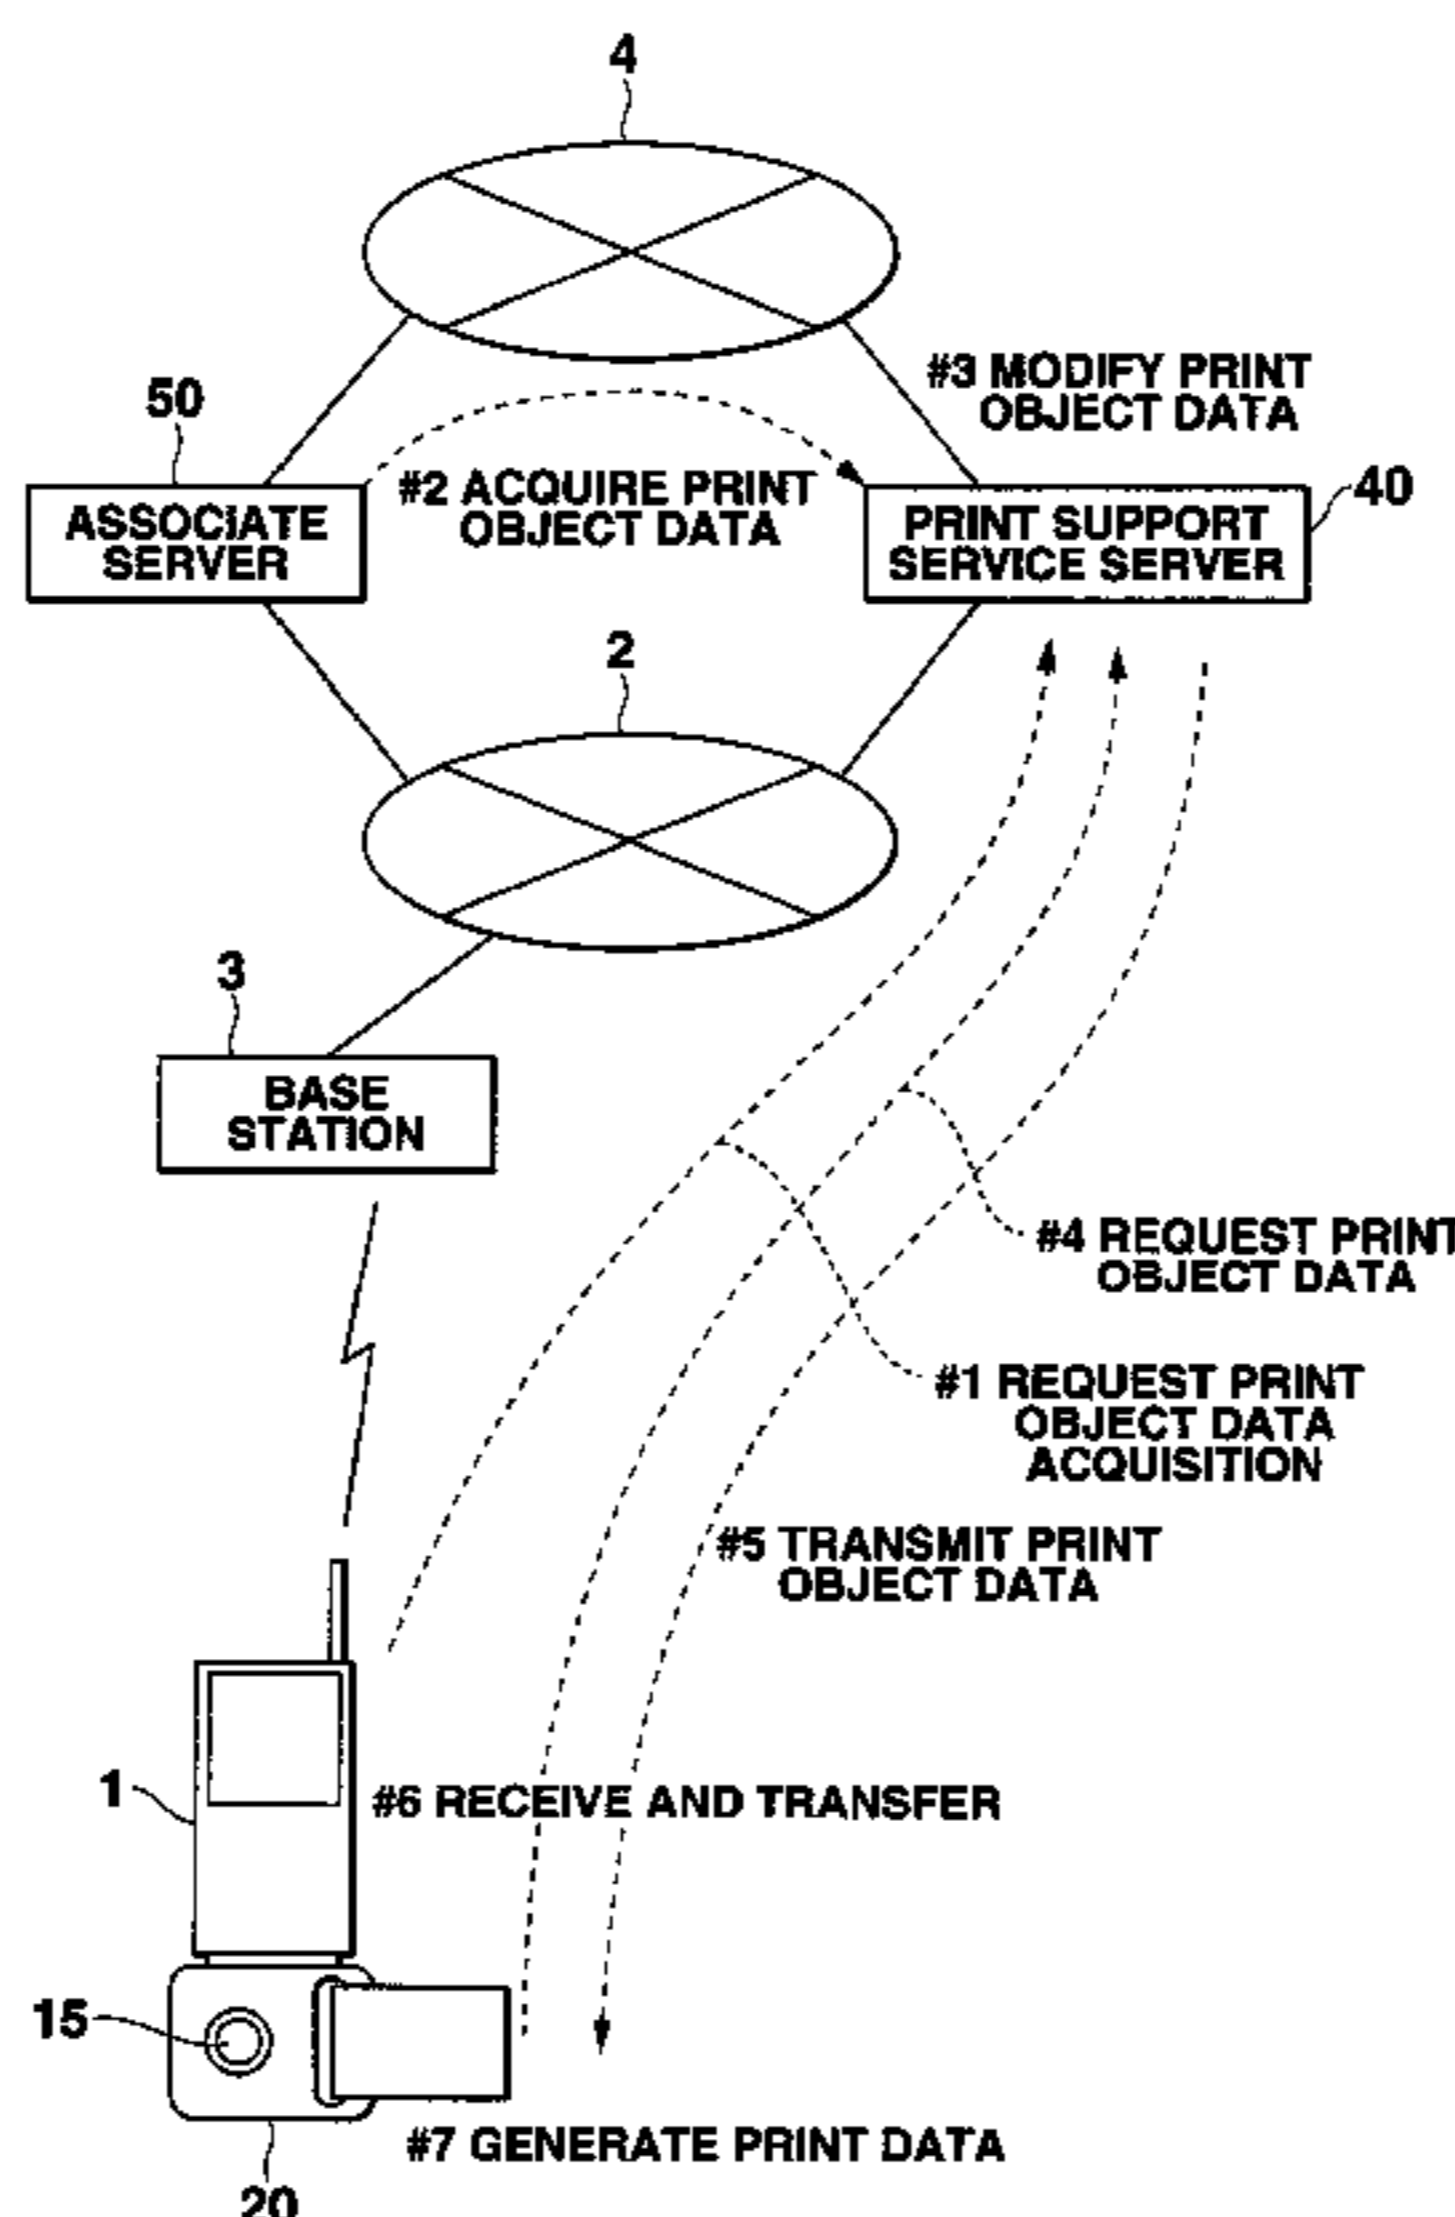 4
#3 MODIFY PRINT
OBJECT DATA
50
#2 ACQUIRE PRINT
OBJECT DATA
40
ASSOCIATE
SERVER
PRINT SUPPORT
SERVICE SERVER
2
3
BASE
STATION
#4 REQUEST PRINT
OBJECT DATA
#1 REQUEST PRINT
OBJECT DATA
ACQUISITION
#5 TRANSMIT PRINT
OBJECT DATA
1
#6 RECEIVE AND TRANSFER
15
#7 GENERATE PRINT DATA
20